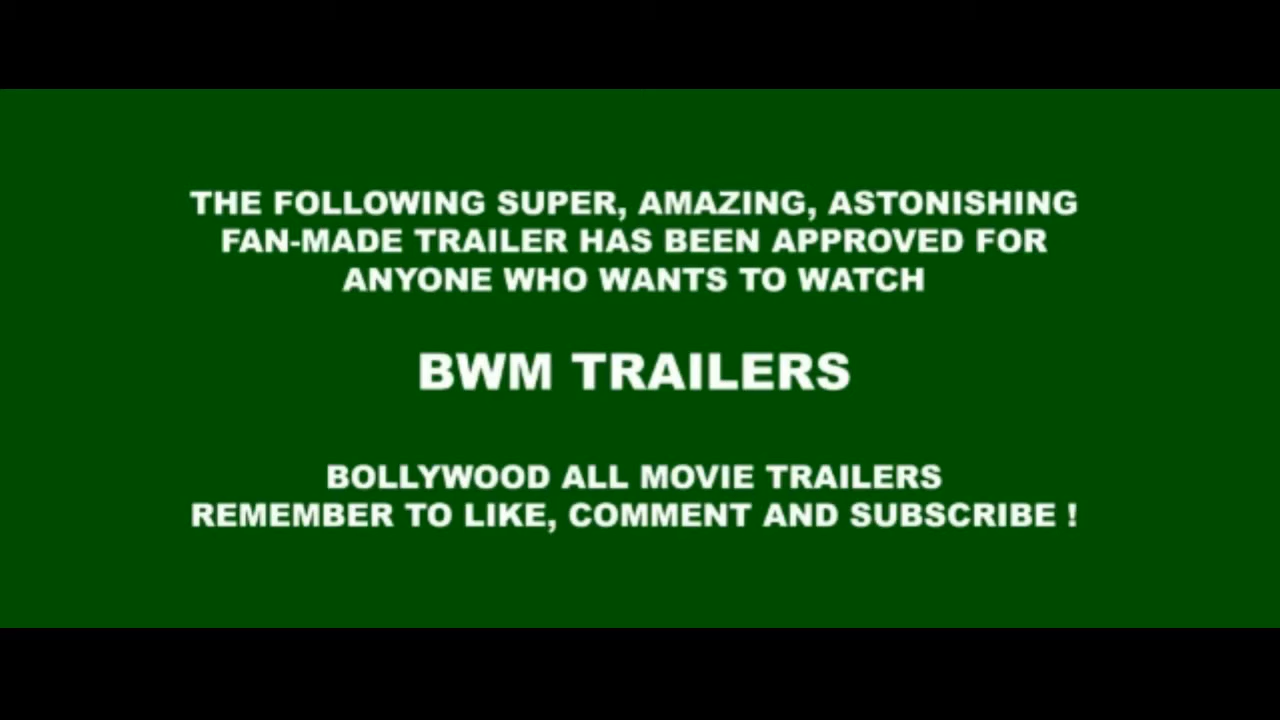 THE FOLLOWING SUPER, AMAZING, ASTONISHING
FAN-MADE TRAILER HAS BEEN APPROVED FOR
ANYONE WHO WANTS TO WATCH
BWM TRAILERS
BOLLYWOOD ALL MOVIE TRAILERS
REMEMBER TO LIKE, COMMENT AND SUBSCRIBE !